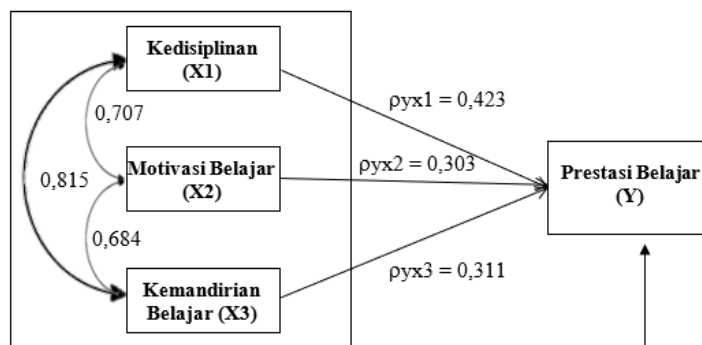 Kedisiplinan
(X1)
ρyx1 = 0,423
0,707
Motivasi Belajar
(X2)
ρyx2 = 0,303
Prestasi Belajar
(Y)
0,815
0,684
ρyx3 = 0,311
Kemandirian
Belajar (X3)